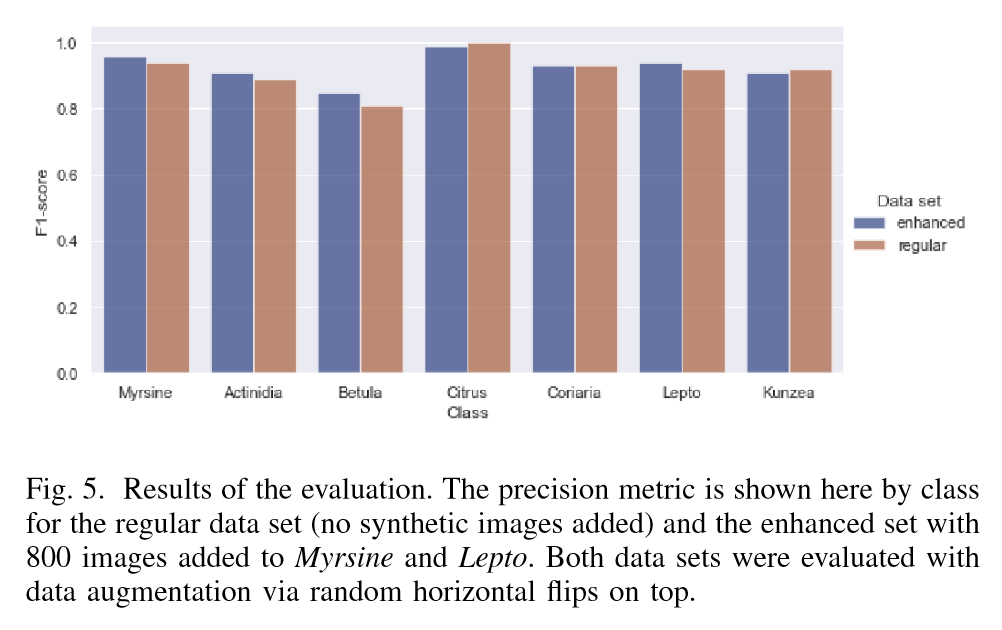 1.0
0.8
0.6
0.4
0.2
0.0
F1-score
Myrsine Actinidia Betula Citrus Coriaria Lepto Kunzea
Class
Data set
enhanced
regular
Fig. 5. Results of the evaluation. The precision metric is shown here by class
for the regular data set (no synthetic images added) and the enhanced set with
800 images added to Myrsine and Lepto. Both data sets were evaluated with
data augmentation via random horizontal flips on top.